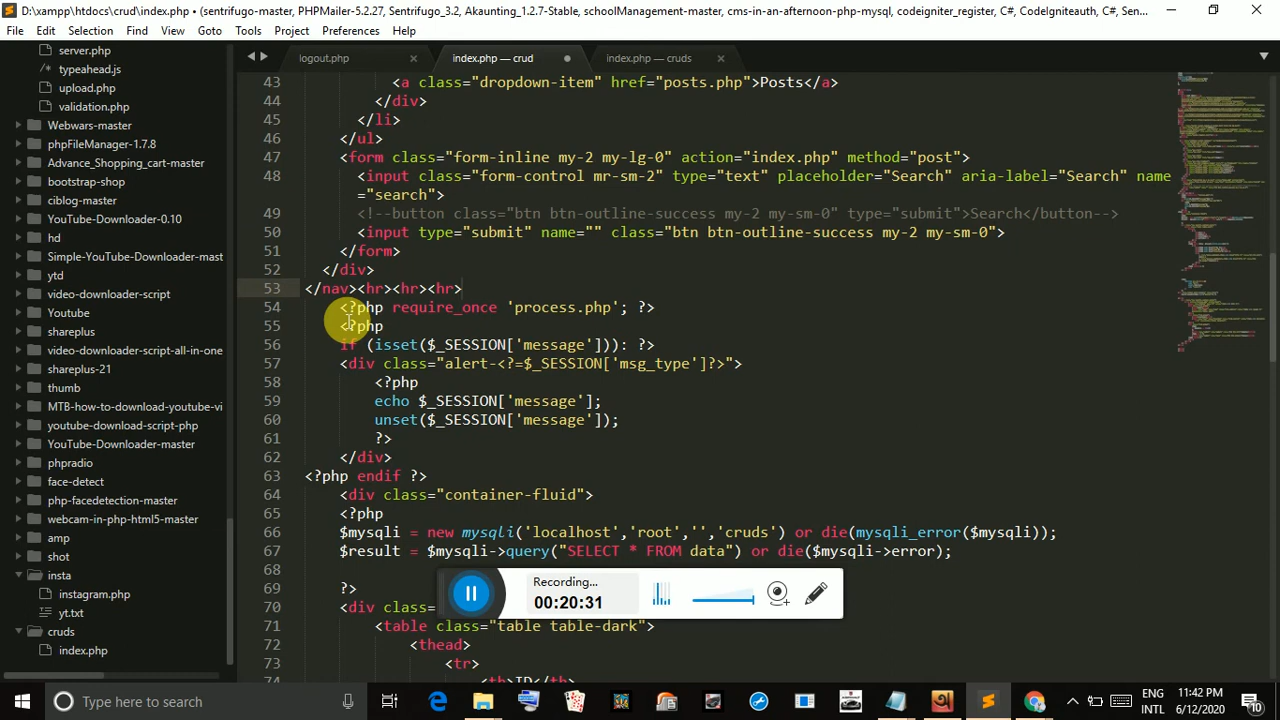 D:\xampp\htdocs\crud\index.php (sentrifugo-master, PHPMailer-5.2.27, Sentrifugo_3.2, Akaunting_1.2.7-Stable, schoolManagement-master, cms-in-an-afternoon-php-mysql, codeigniter_register, C#, CodeIgniteauth, C#, Sen...
File Edit Selection Find View Goto Tools Project Preferences Help
logout.php
index.php — crud
index.php — cruds
server.php
typeahead.js
upload.php
validation.php
Webwars-master
phpFileManager-1.7.8
Advance_Shopping_cart-master
bootstrap-shop
ciblog-master
YouTube-Downloader-0.10
hd
Simple-YouTube-Downloader-mast
ytd
video-downloader-script
Youtube
shareplus
video-downloader-script-all-in-one
shareplus-21
thumb
MTB-how-to-download-youtube-vi
youtube-download-script-php
YouTube-Downloader-master
phpradio
face-detect
php-facedetection-master
webcam-in-php-html5-master
amp
shot
insta
instagram.php
yt.txt
cruds
index.php
43 <a class="dropdown-item" href="posts.php">Posts</a>
44 </div>
45 </li>
46 </ul>
47 <form class="form-inline my-2 my-lg-0" action="index.php" method="post">
48 <input class="form-control mr-sm-2" type="text" placeholder="Search" aria-label="Search" name
="search">
49 <!--button class="btn btn-outline-success my-2 my-sm-0" type="submit">Search</button-->
50 <input type="submit" name="" class="btn btn-outline-success my-2 my-sm-0">
51 </form>
52 </div>
53 </nav><hr><hr><hr>
54 <?php require_once 'process.php'; ?>
55 <?php
56 if (isset($_SESSION['message'])): ?>
57 <div class="alert-<?=$_SESSION['msg_type']?>">
58 <?php
59 echo $_SESSION['message'];
60 unset($_SESSION['message']);
61 ?>
62 </div>
63 <?php endif ?>
64 <div class="container-fluid">
65 <?php
66 $mysqli = new mysqli('localhost','root','','cruds') or die(mysqli_error($mysqli));
67 $result = $mysqli->query("SELECT * FROM data") or die($mysqli->error);
68
69 ?>
70 <div class=
71 <table class="table table-dark">
72 <thead>
73 <tr>
74 <th>ID</th>
Recording...
00:20:31
Type here to search
ENG
INTL
11:42 PM
6/12/2020
10